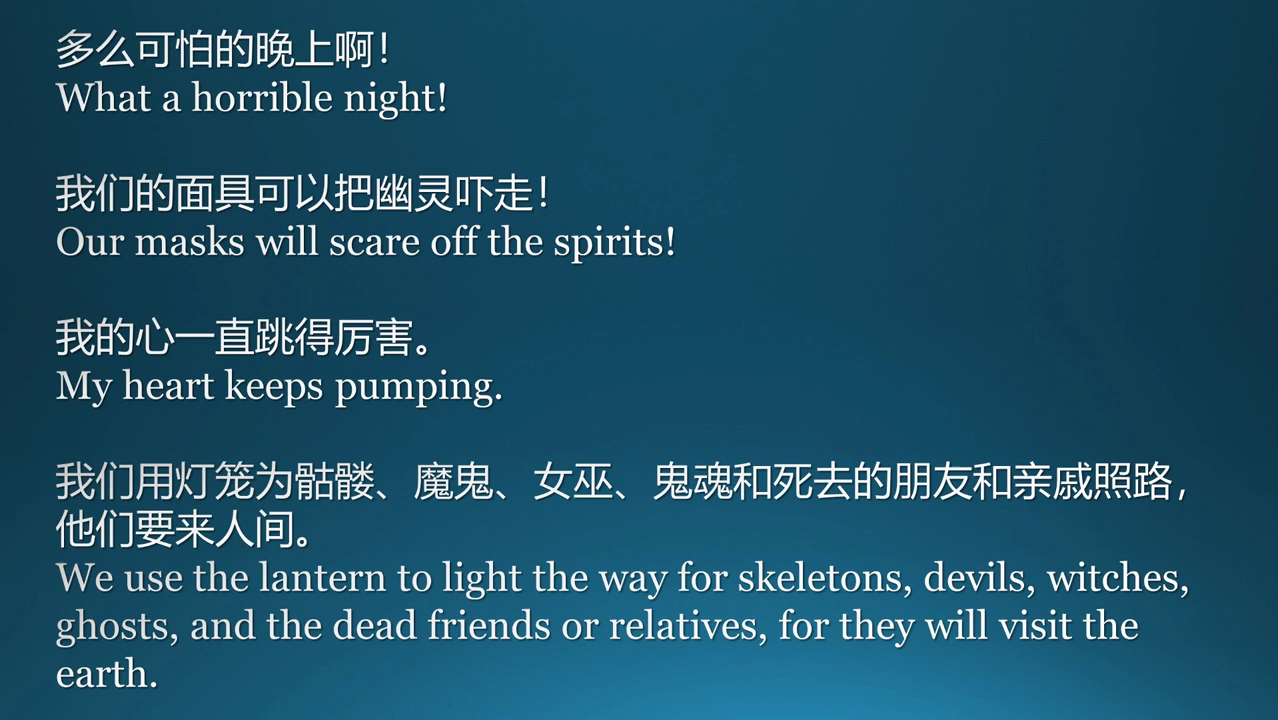 多么可怕的晚上啊！
What a horrible night!
我们的面具可以把幽灵吓走！
Our masks will scare off the spirits!
我的心一直跳得厉害。
My heart keeps pumping.
我们用灯笼为骷髅、魔鬼、女巫、鬼魂和死去的朋友和亲戚照路，
他们要来人间。
We use the lantern to light the way for skeletons, devils, witches,
ghosts, and the dead friends or relatives, for they will visit the
earth.